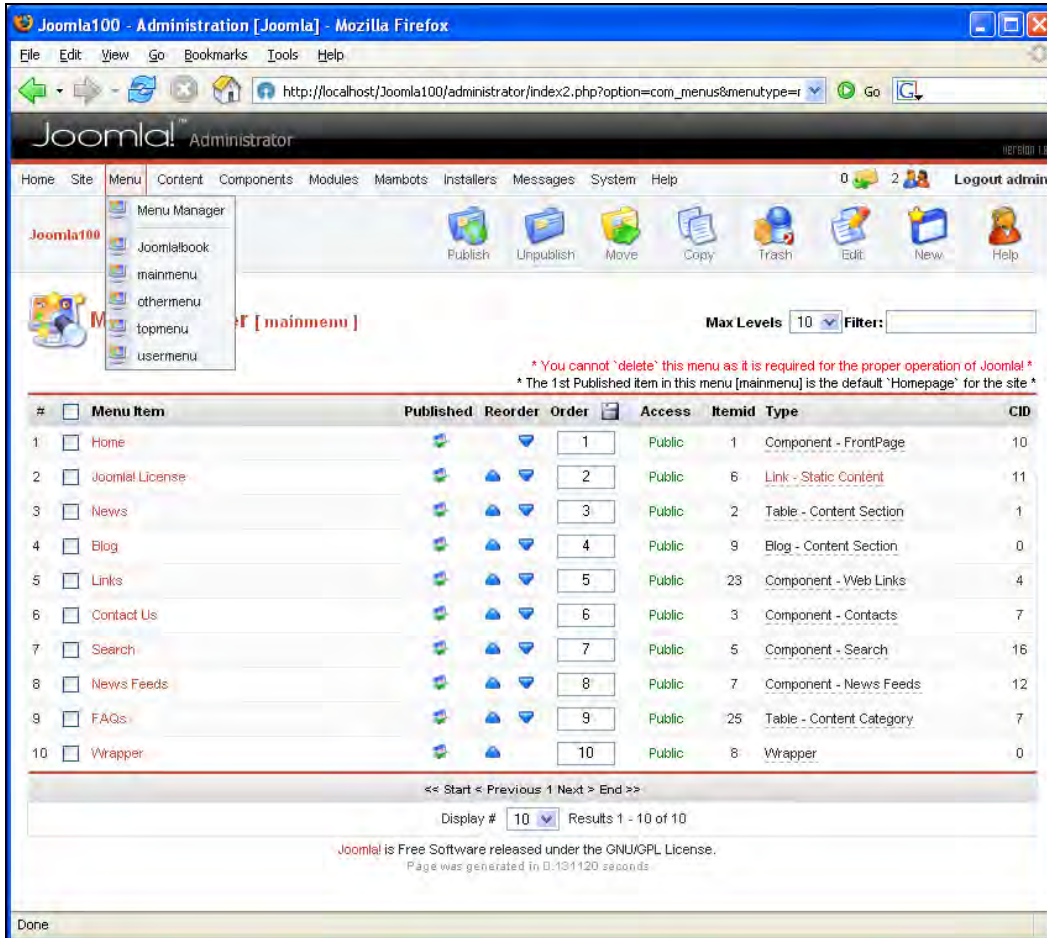 Joomla100 - Administration [Joomla] - Mozilla Firefox
File Edit View Go Bookmarks Tools Help
http://localhost/Joomla100/administrator/index2.php?option=com_menus&menutype=r Go G
Joomla!™ Administrator
version 1.0
Home Site Menu Content Components Modules Mambots Installers Messages System Help 0 2 Logout admin
Joomla100
Menu Manager
Joomla!book
mainmenu
othermenu
topmenu
usermenu
Publish Unpublish Move Copy Trash Edit New Help
M er [ mainmenu ]
Max Levels 10 Filter:
* You cannot `delete` this menu as it is required for the proper operation of Joomla! *
* The 1st Published item in this menu [mainmenu] is the default `Homepage` for the site *
# Menu Item Published Reorder Order Access Itemid Type CID
1 Home 1 Public 1 Component - FrontPage 10
2 Joomla! License 2 Public 6 Link - Static Content 11
3 News 3 Public 2 Table - Content Section 1
4 Blog 4 Public 9 Blog - Content Section 0
5 Links 5 Public 23 Component - Web Links 4
6 Contact Us 6 Public 3 Component - Contacts 7
7 Search 7 Public 5 Component - Search 16
8 News Feeds 8 Public 7 Component - News Feeds 12
9 FAQs 9 Public 25 Table - Content Category 7
10 Wrapper 10 Public 8 Wrapper 0
<< Start < Previous 1 Next > End >>
Display # 10 Results 1 - 10 of 10
Joomla! is Free Software released under the GNU/GPL License.
Page was generated in 0.131120 seconds
Done